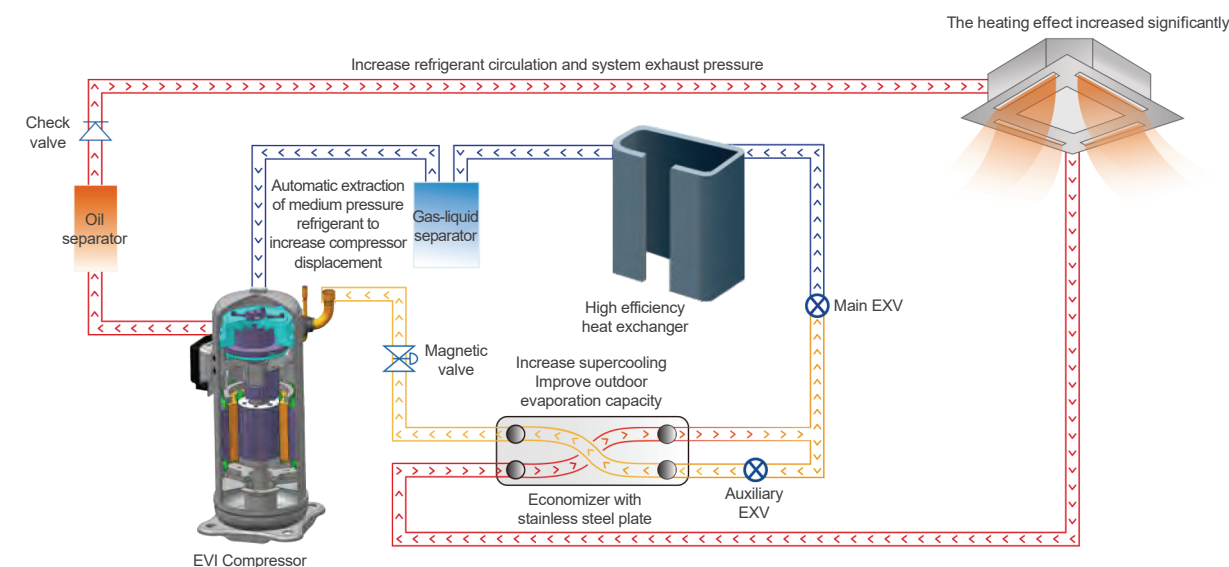 The heating effect increased significantly
Increase refrigerant circulation and system exhaust pressure
Check
valve
Oil
separator
Automatic extraction
of medium pressure
refrigerant to
increase compressor
displacement
Gas-liquid
separator
High efficiency
heat exchanger
Main EXV
Magnetic
valve
Increase supercooling
Improve outdoor
evaporation capacity
Economizer with
stainless steel plate
Auxiliary
EXV
EVI Compressor